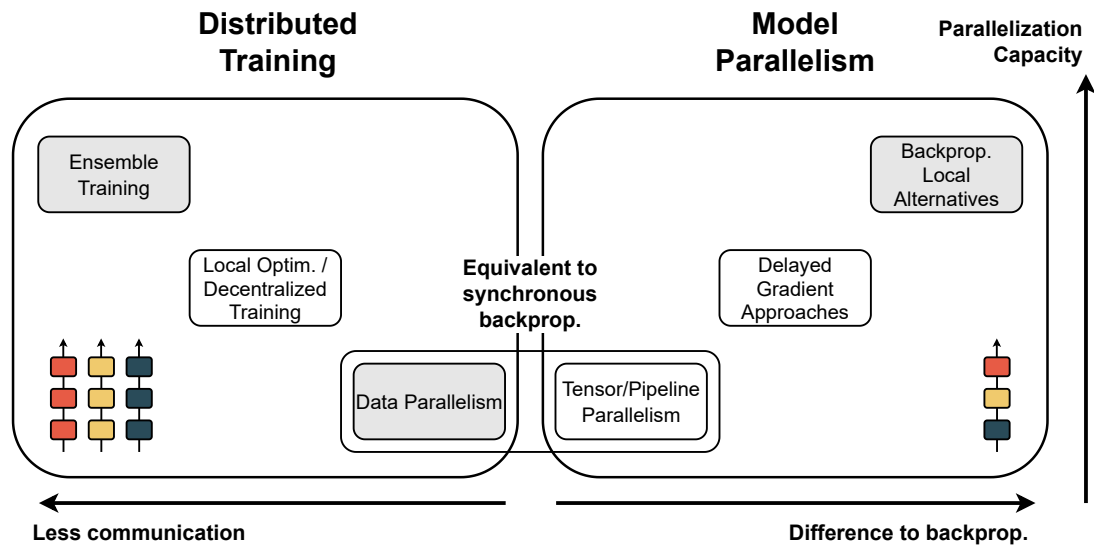 Distributed
Training
Model
Parallelism
Parallelization
Capacity
Ensemble
Training
Backprop.
Local
Alternatives
Local Optim. /
Decentralized
Training
Equivalent to
synchronous
backprop.
Delayed
Gradient
Approaches
Data Parallelism
Tensor/Pipeline
Parallelism
Less communication
Difference to backprop.